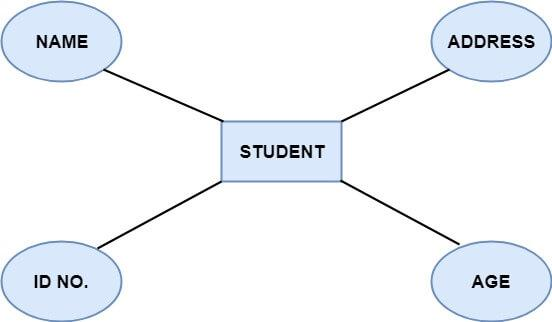 NAME
ADDRESS
STUDENT
ID NO.
AGE